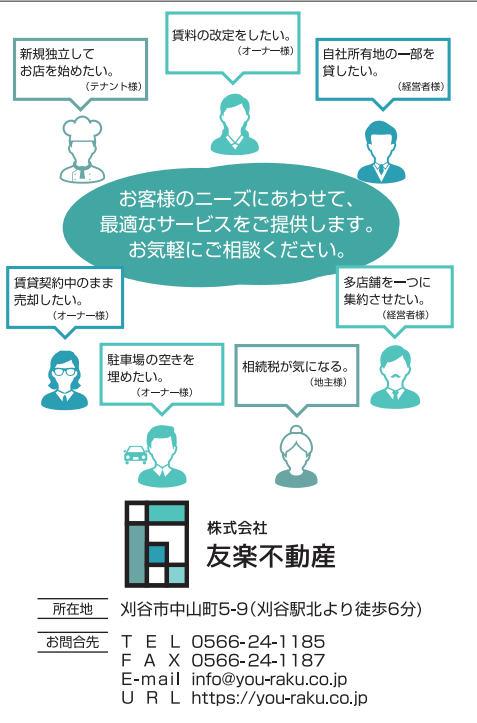 賃料の改定をしたい。
（オーナー様）
新規独立して
お店を始めたい。
（テナント様）
自社所有地の一部を
貸したい。
（経営者様）
お客様のニーズにあわせて、
最適なサービスをご提供します。
お気軽にご相談ください。
賃貸契約中のまま
売却したい。
（オーナー様）
多店舗を一つに
集約させたい。
（経営者様）
駐車場の空きを
埋めたい。
（オーナー様）
相続税が気になる。
（地主様）
株式会社
友楽不動産
所在地 刈谷市中山町5-9(刈谷駅北より徒歩6分)
お問合先 TEL 0566-24-1185
FAX 0566-24-1187
E-mail info@you-raku.co.jp
URL https://you-raku.co.jp